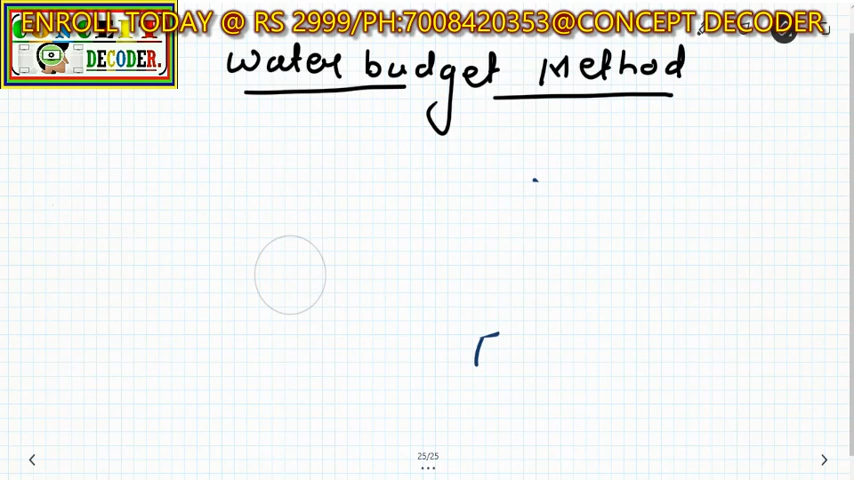 ENROLL TODAY @ RS 2999/PH:7008420353@CONCEPT DECODER
DECODER.
Water budget Method
25/25